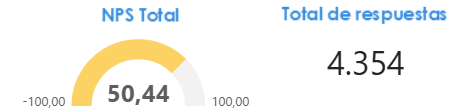 NPS Total
Total de respuestas
50,44
-100,00
100,00
4.354